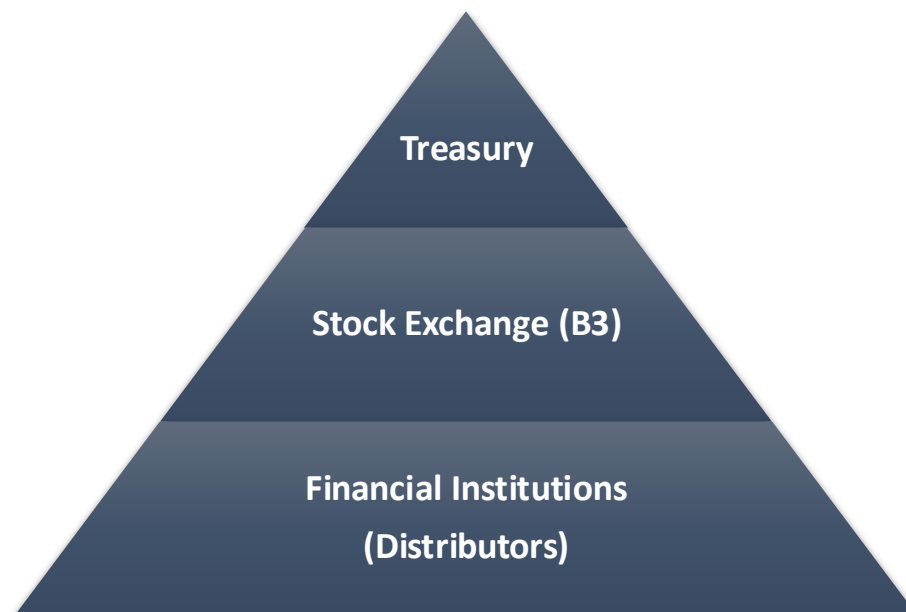 Treasury
Stock Exchange (B3)
Financial Institutions
(Distributors)